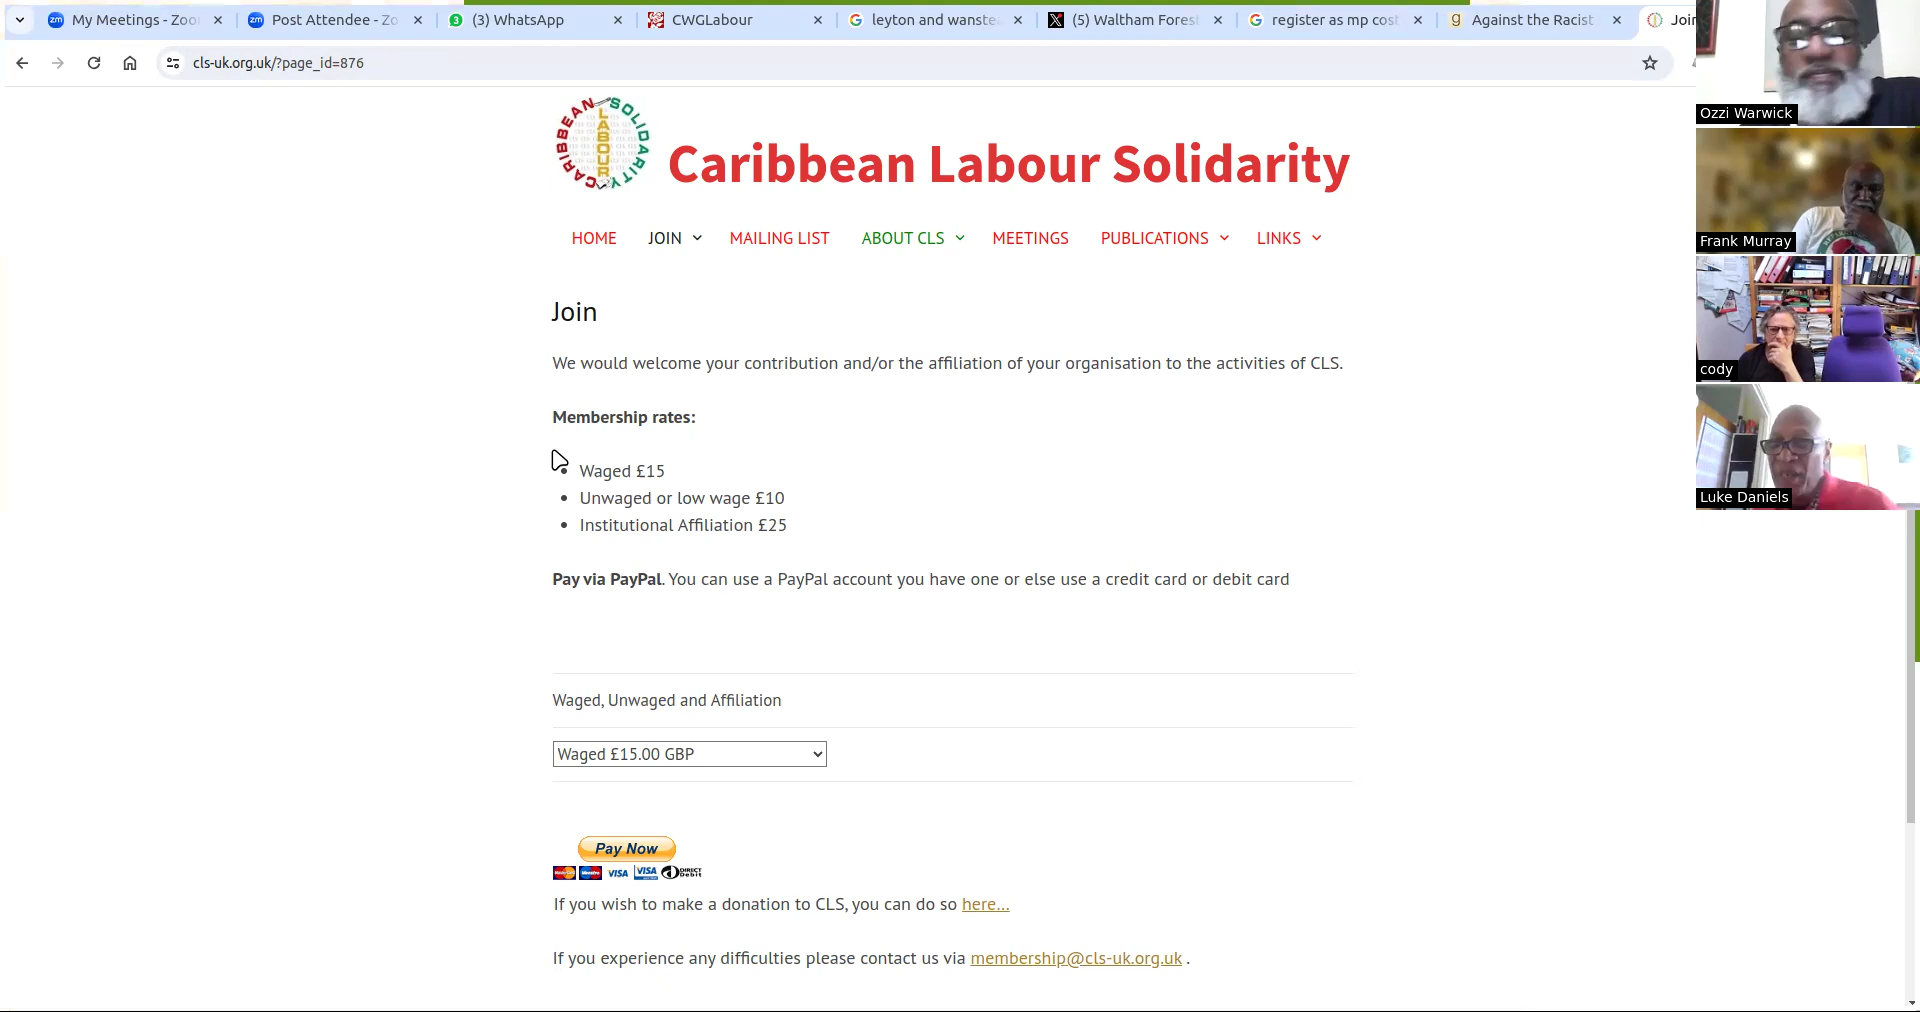 My Meetings - Zoo
Post Attendee - Zo
(3) WhatsApp
CWGLabour
leyton and wanste
(5) Waltham Forest
register as mp cost
Against the Racist
Join
cls-uk.org.uk/?page_id=876
CARIBBEAN LABOUR SOLIDARITY
Caribbean Labour Solidarity
HOME JOIN MAILING LIST ABOUT CLS MEETINGS PUBLICATIONS LINKS
Join
We would welcome your contribution and/or the affiliation of your organisation to the activities of CLS.
Membership rates:
• Waged £15
• Unwaged or low wage £10
• Institutional Affiliation £25
Pay via PayPal. You can use a PayPal account you have one or else use a credit card or debit card
Waged, Unwaged and Affiliation
Waged £15.00 GBP
Pay Now
VISA VISA DIRECT Debit
If you wish to make a donation to CLS, you can do so here...
If you experience any difficulties please contact us via membership@cls-uk.org.uk .
Ozzi Warwick
Frank Murray
cody
Luke Daniels